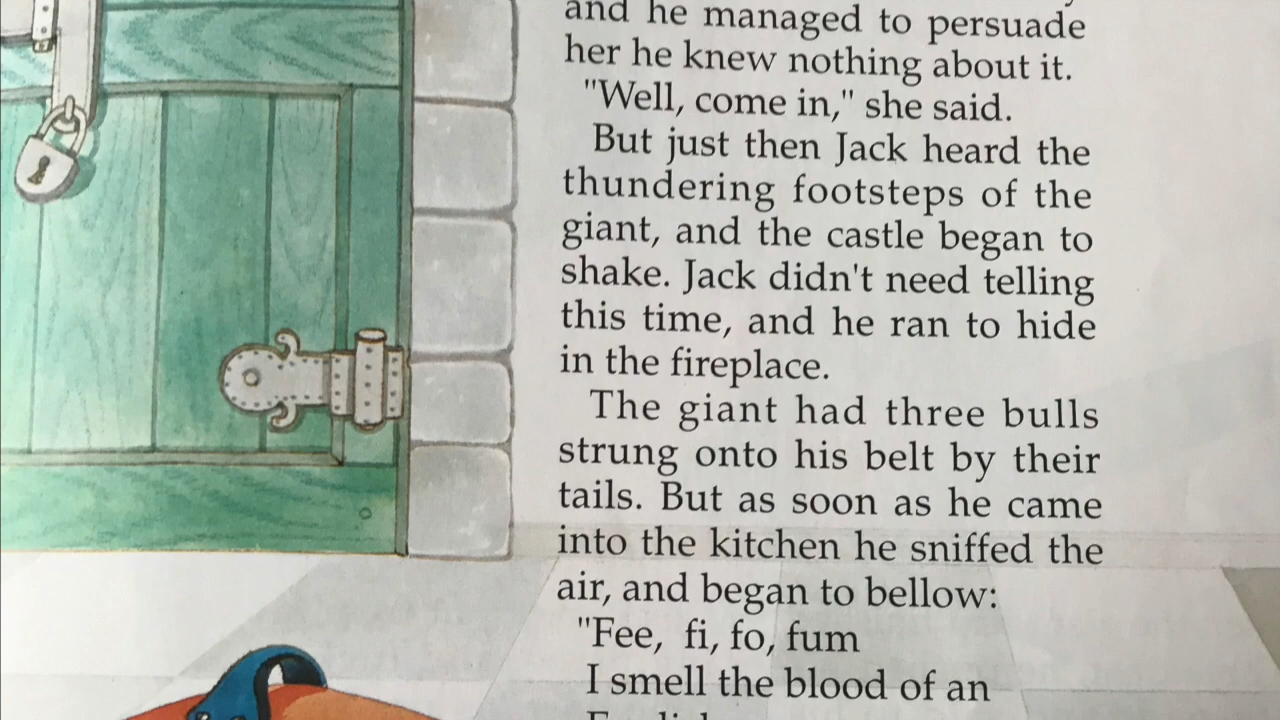 and he managed to persuade
her he knew nothing about it.
"Well, come in," she said.
But just then Jack heard the
thundering footsteps of the
giant, and the castle began to
shake. Jack didn't need telling
this time, and he ran to hide
in the fireplace.
The giant had three bulls
strung onto his belt by their
tails. But as soon as he came
into the kitchen he sniffed the
air, and began to bellow:
"Fee, fi, fo, fum
I smell the blood of an